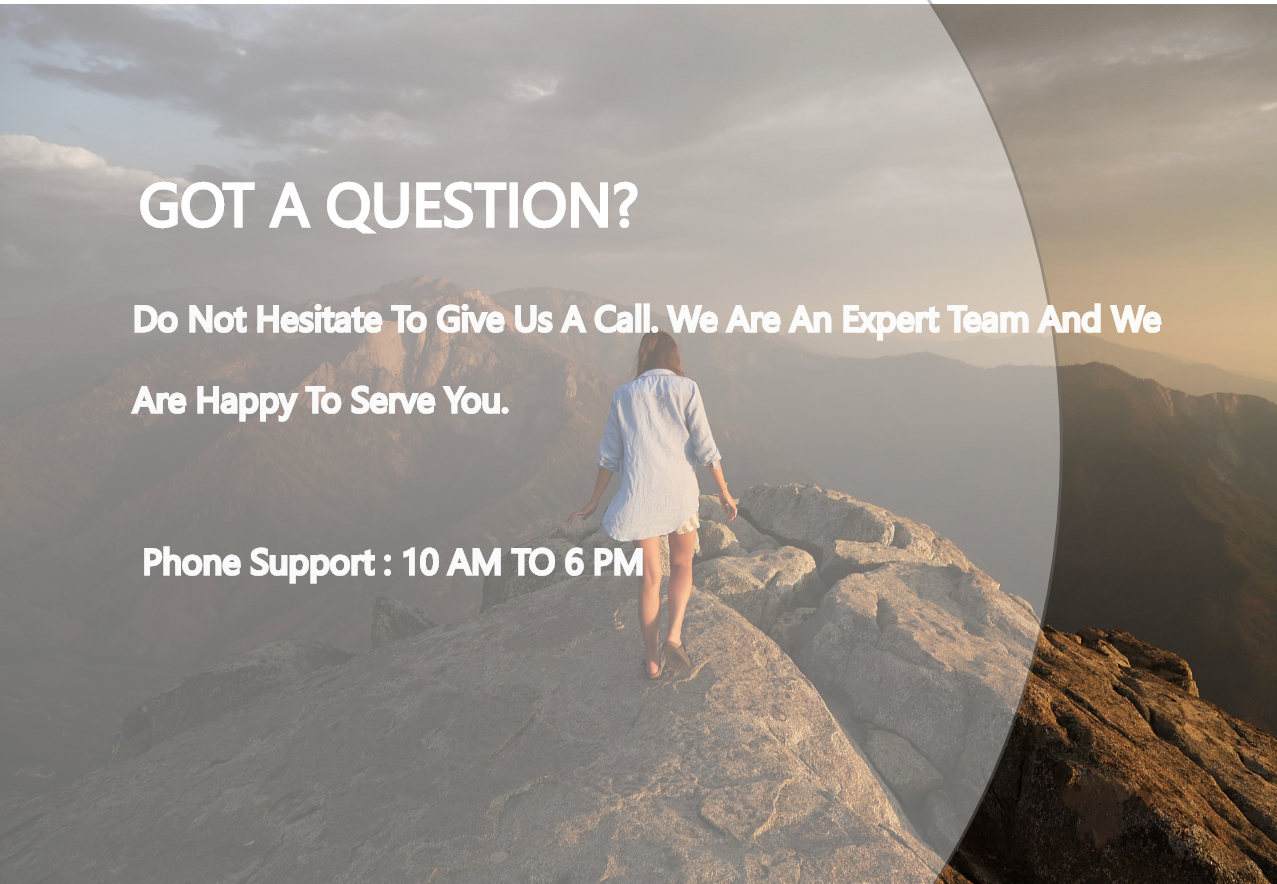 GOT A QUESTION?
Do Not Hesitate To Give Us A Call. We Are An Expert Team And We
Are Happy To Serve You.
Phone Support : 10 AM TO 6 PM